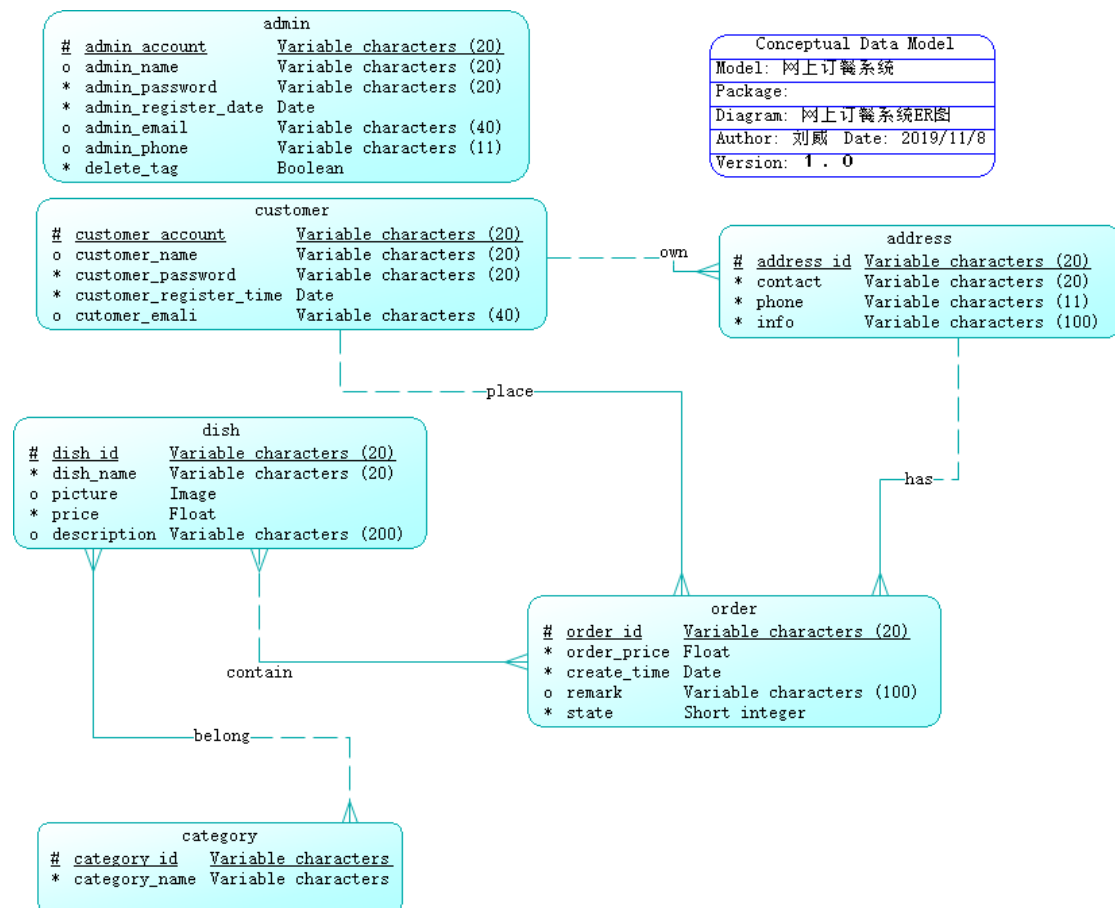 admin
# admin_account Variable characters (20)
o admin_name Variable characters (20)
* admin_password Variable characters (20)
* admin_register_date Date
o admin_email Variable characters (40)
o admin_phone Variable characters (11)
* delete_tag Boolean
Conceptual Data Model
Model: 网上订餐系统
Package:
Diagram: 网上订餐系统ER图
Author: 刘威 Date: 2019/11/8
Version: 1.0
customer
# customer_account Variable characters (20)
o customer_name Variable characters (20)
* customer_password Variable characters (20)
* customer_register_time Date
o cutomer_emali Variable characters (40)
own
address
# address_id Variable characters (20)
* contact Variable characters (20)
* phone Variable characters (11)
* info Variable characters (100)
place
dish
# dish_id Variable characters (20)
* dish_name Variable characters (20)
o picture Image
* price Float
o description Variable characters (200)
has
order
# order_id Variable characters (20)
* order_price Float
* create_time Date
o remark Variable characters (100)
* state Short integer
contain
belong
category
# category_id Variable characters
* category_name Variable characters